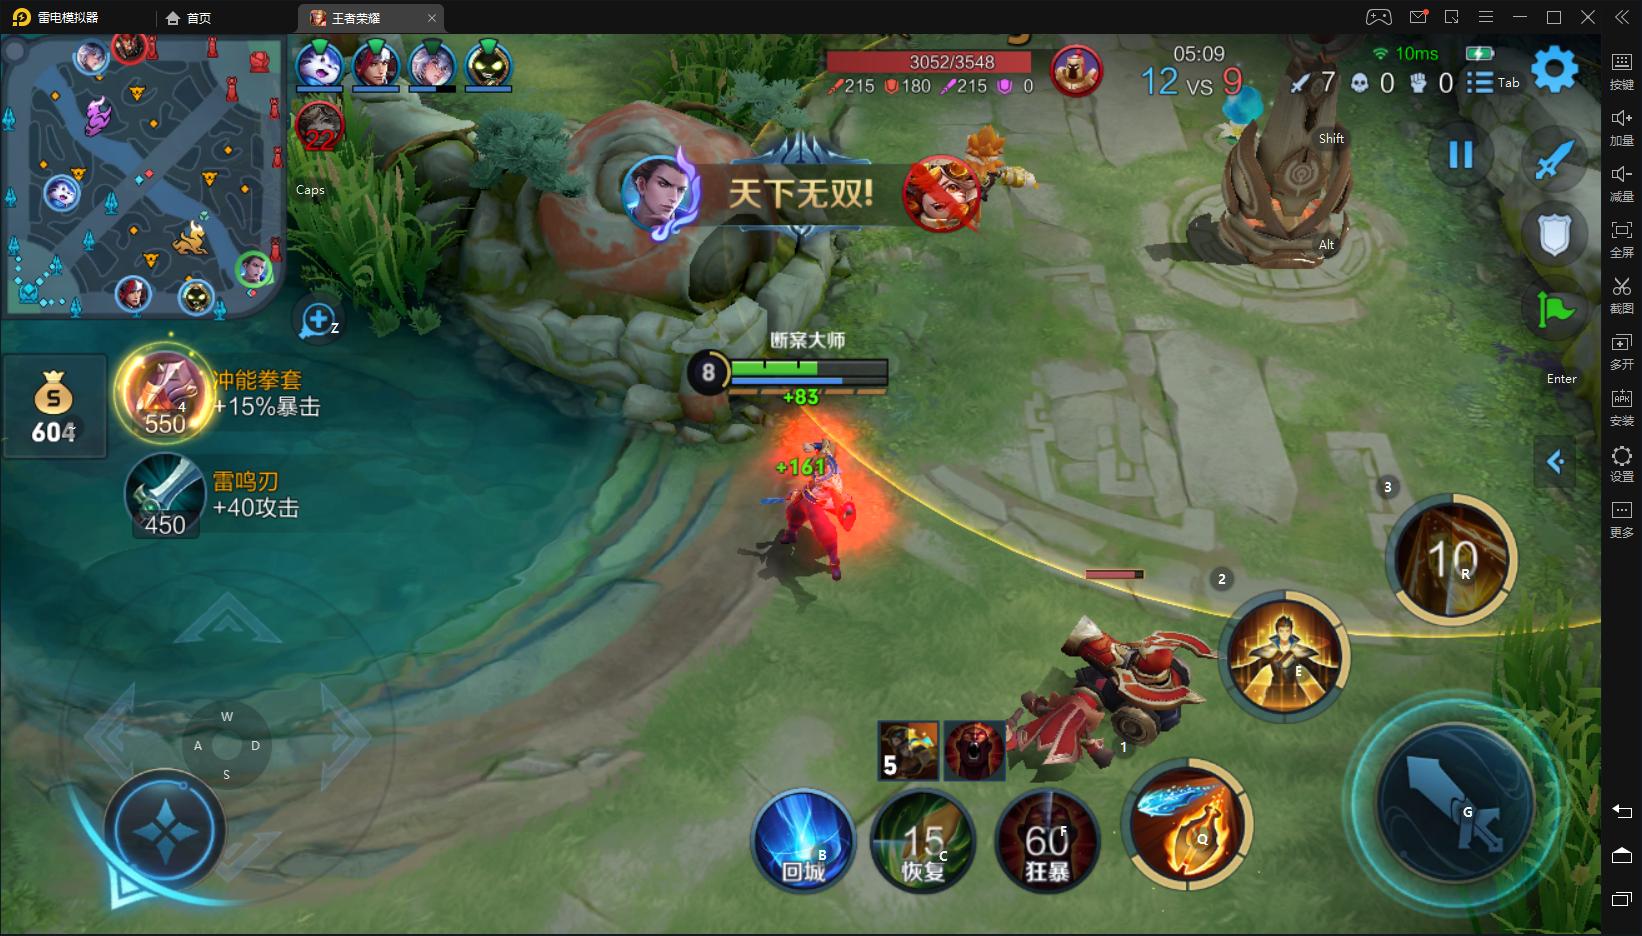 雷电模拟器
首页
王者荣耀
3052/3548
215 180 215 0
05:09
12 vs 9
10ms
7 0 0 Tab
22
Caps
天下无双!
Shift
Alt
Z
Enter
604
550
4
冲能拳套
+15%暴击
450
雷鸣刃
+40攻击
断案大师
8
+83
+161
3
10
R
2
E
1
Q
G
W
A D
S
5
回城
B
15
恢复
C
60
狂暴
F
按键
加量
减量
全屏
截图
多开
APK
安装
设置
更多